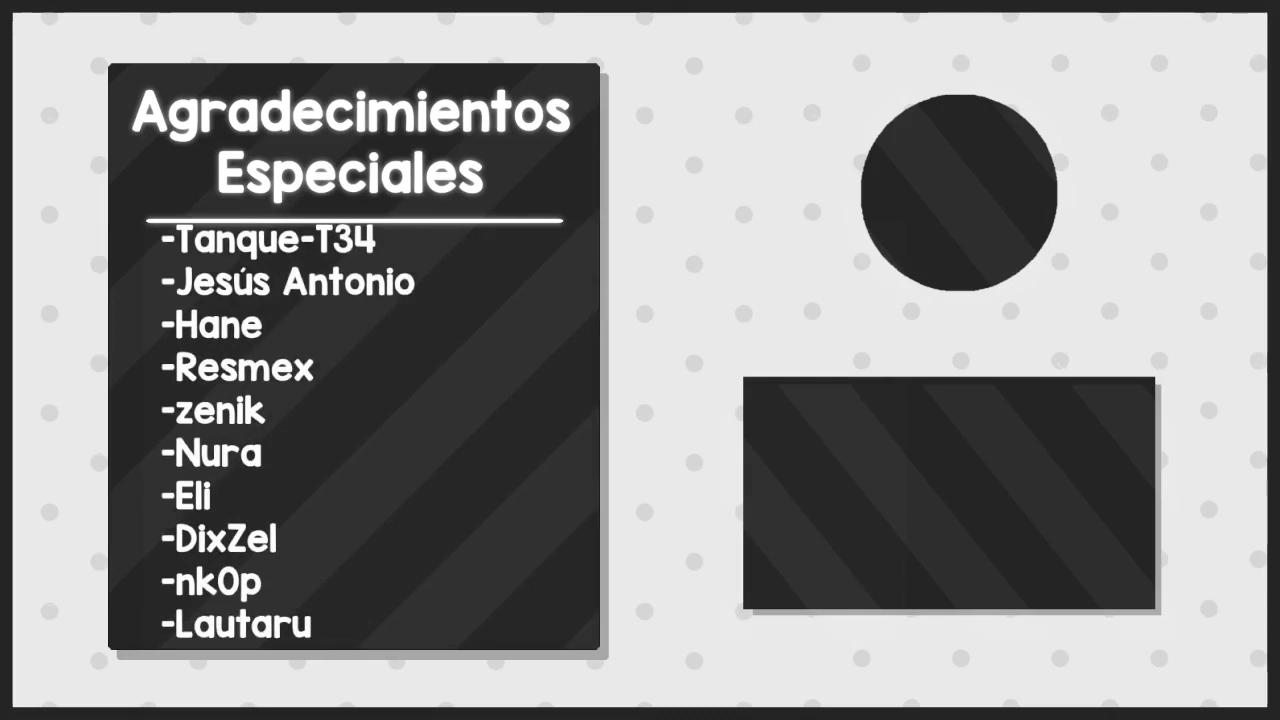 Agradecimientos
Especiales
-Tanque-T34
-Jesús Antonio
-Hane
-Resmex
-zenik
-Nura
-Eli
-DixZel
-nk0p
-Lautaru